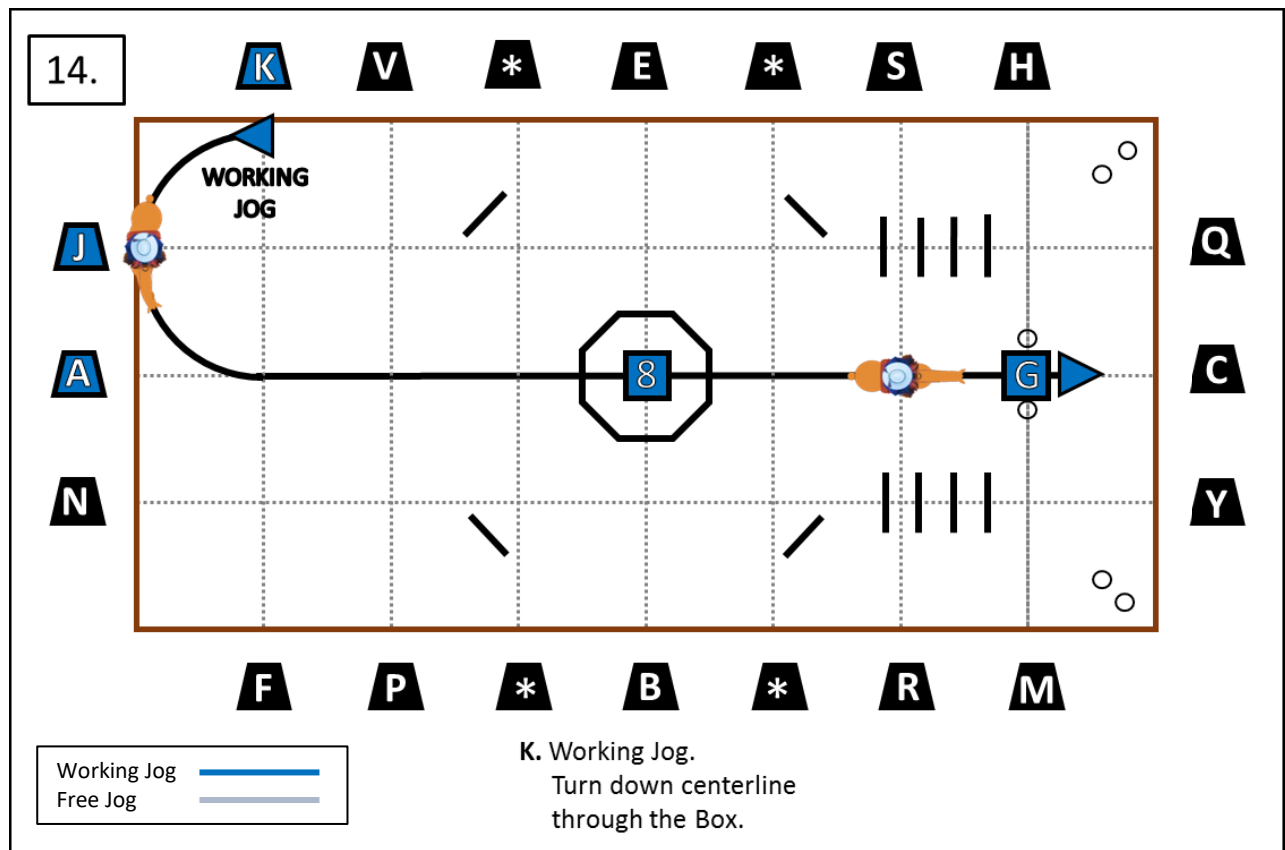 14.
K V * E * S H
WORKING
JOG
J Q
A 8 G C
N Y
F P * B * R M
Working Jog
Free Jog
K. Working Jog.
Turn down centerline
through the Box.